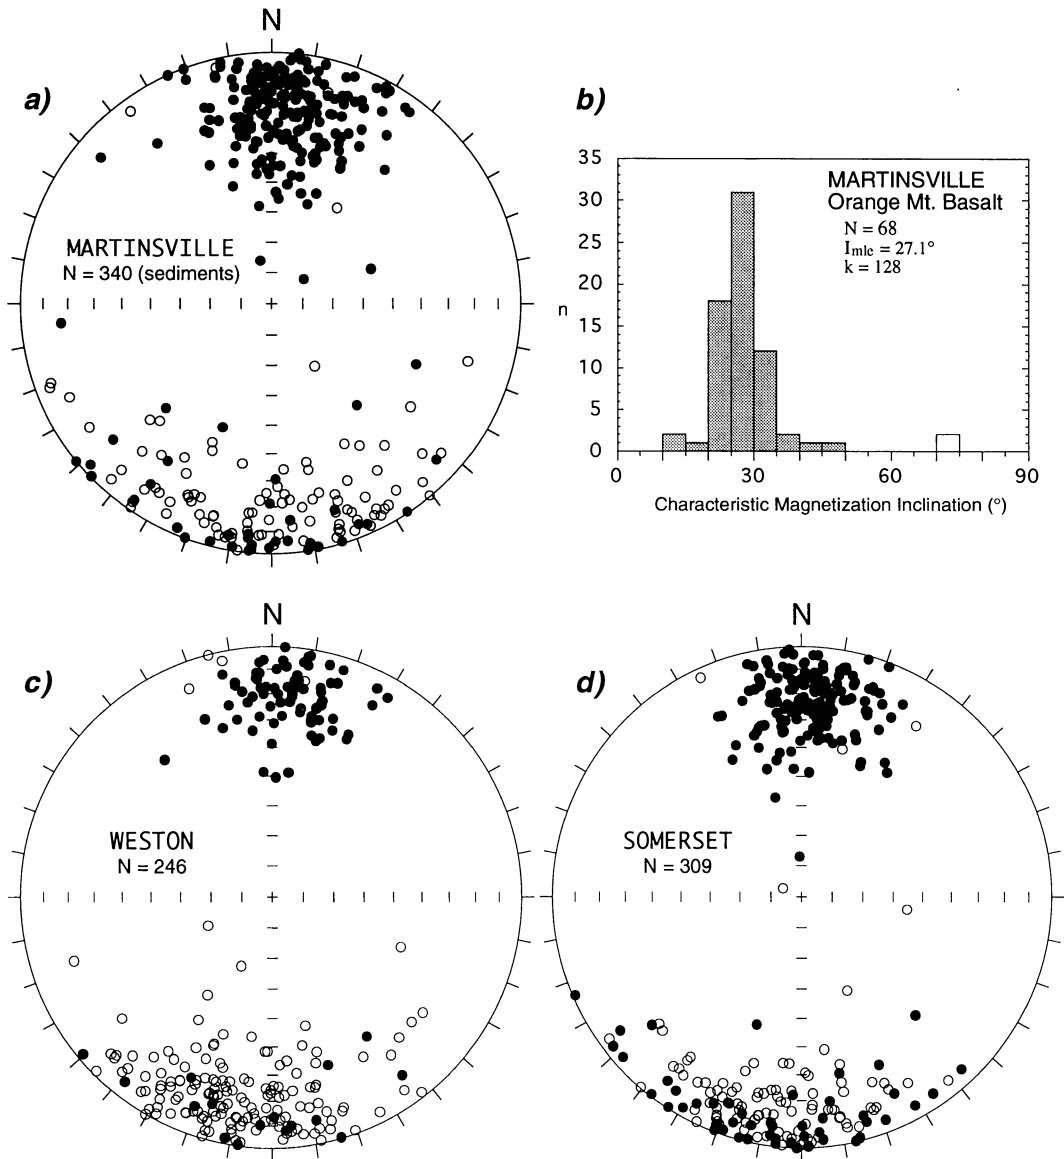 N
a)
MARTINSVILLE
N = 340 (sediments)
b)
35
30
25
20
15
10
5
0
n
MARTINSVILLE
Orange Mt. Basalt
N = 68
Imle = 27.1°
k = 128
0
30
60
90
Characteristic Magnetization Inclination (°)
N
c)
WESTON
N = 246
N
d)
SOMERSET
N = 309